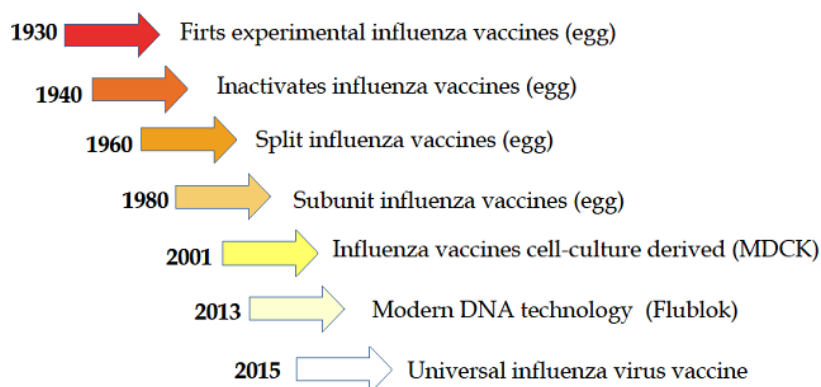 1930 Firts experimental influenza vaccines (egg)
1940 Inactivates influenza vaccines (egg)
1960 Split influenza vaccines (egg)
1980 Subunit influenza vaccines (egg)
2001 Influenza vaccines cell-culture derived (MDCK)
2013 Modern DNA technology (Flublok)
2015 Universal influenza virus vaccine